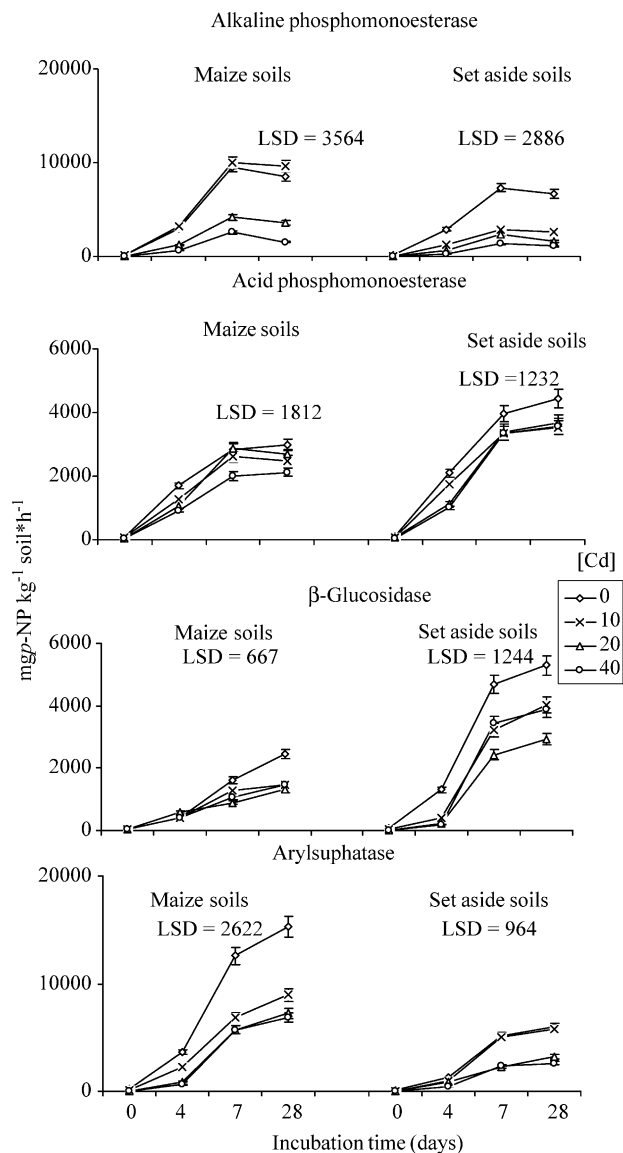 Alkaline phosphomonoesterase
20000
Maize soils
Set aside soils
LSD = 3564
LSD = 2886
10000
0
Acid phosphomonoesterase
6000
Maize soils
Set aside soils
LSD =1232
LSD = 1812
4000
2000
0
mgp-NP kg-1 soil*h-1
[Cd]
0
10
20
40
β-Glucosidase
6000
Maize soils
Set aside soils
LSD = 667
LSD = 1244
4000
2000
0
Arylsuphatase
20000
Maize soils
Set aside soils
LSD = 2622
LSD = 964
10000
0
0 4 7 28 0 4 7 28
Incubation time (days)